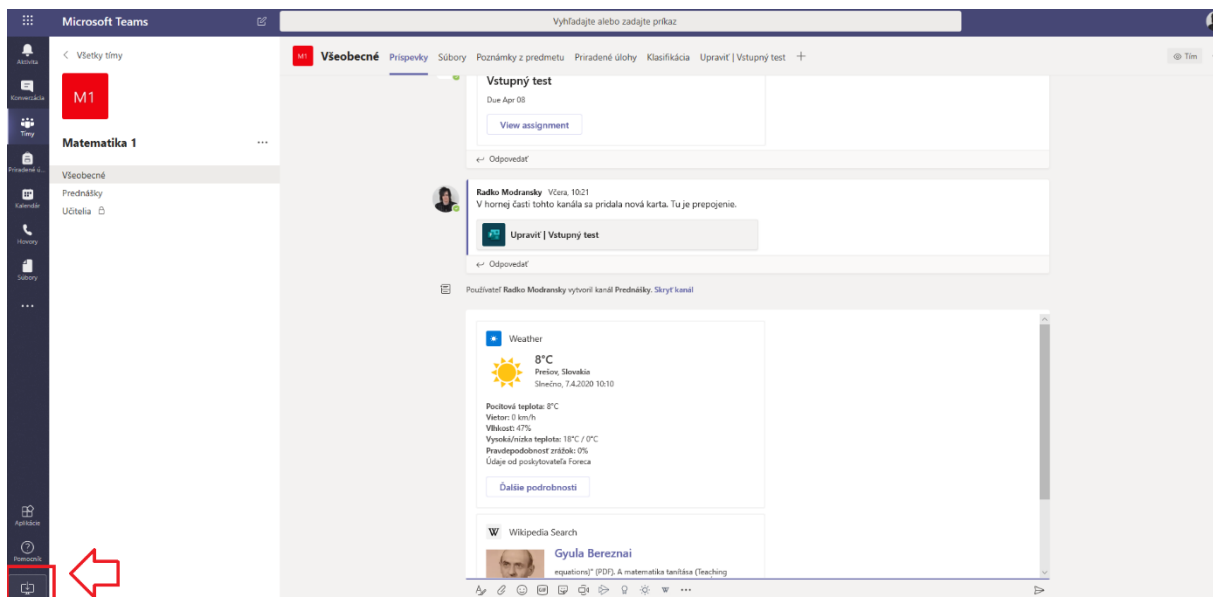 Microsoft Teams
Vyhľadajte alebo zadajte príkaz
Aktivita
Konverzácia
Tímy
Priradené ú...
Kalendár
Hovory
Súbory
Aplikácie
Pomocník
Všetky tímy
M1
Matematika 1
Všeobecné
Prednášky
Učitelia
M1 Všeobecné Príspevky Súbory Poznámky z predmetu Priradené úlohy Klasifikácia Upraviť | Vstupný test
Tím
Vstupný test
Due Apr 08
View assignment
Odpovedať
Radko Modransky Včera, 10:21
V hornej časti tohto kanála sa pridala nová karta. Tu je prepojenie.
Upraviť | Vstupný test
Odpovedať
Používateľ Radko Modransky vytvoril kanál Prednášky. Skryť kanál
Weather
8°C
Prešov, Slovakia
Slnečno, 7.4.2020 10:10
Pocitová teplota: 8°C
Vietor: 0 km/h
Vlhkosť: 47%
Vysoká/nízka teplota: 18°C / 0°C
Pravdepodobnosť zrážok: 0%
Údaje od poskytovateľa Foreca
Ďalšie podrobnosti
W Wikipedia Search
Gyula Bereznai
equations)" (PDF). A matematika tanítása (Teaching
GIF
W